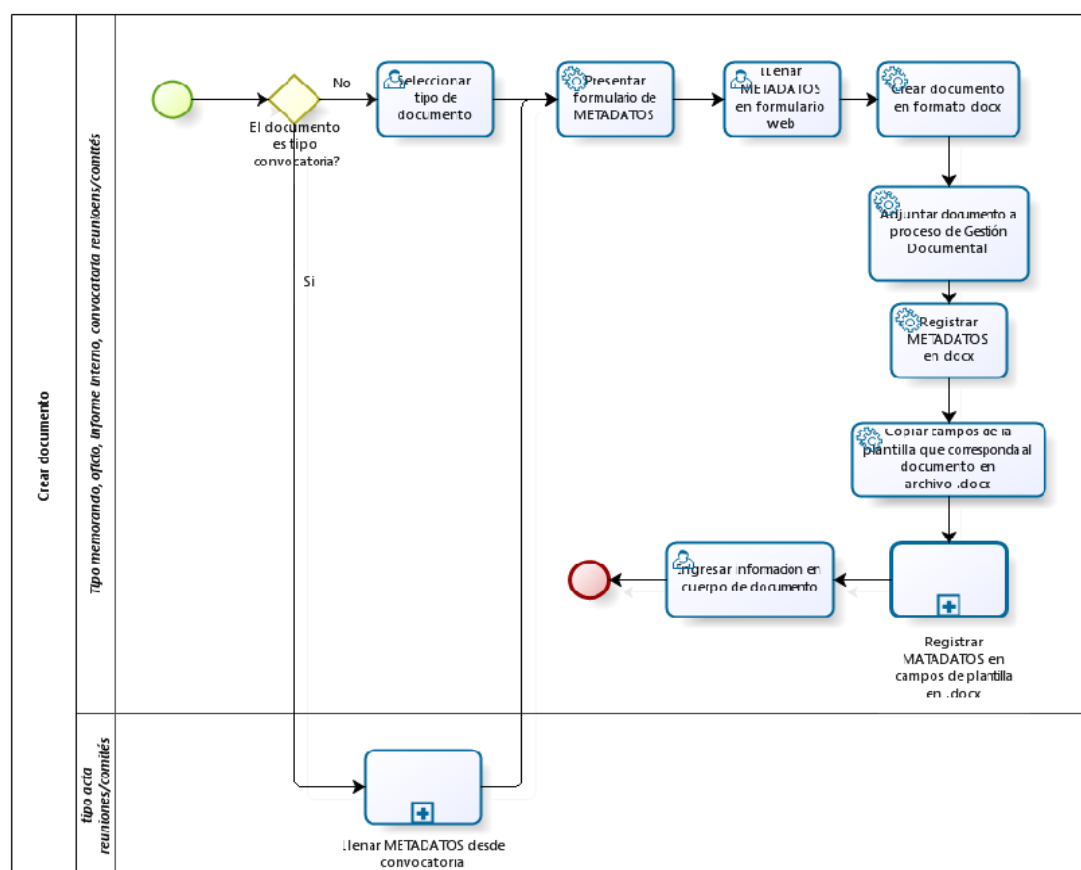 Crear documento
Tipo memorando, oficio, informe interno, convocatoria reunioens/comités
No
Seleccionar
tipo de
documento
Presentar
formulario de
METADATOS
Llenar
METADATOS
en formulario
web
Crear documento
en formato docx
El documento
es tipo
convocatoria?
Adjuntar documento a
proceso de Gestión
Documental
Si
Registrar
METADATOS
en docx
Copiar campos de la
plantilla que corresponda al
documento en
archivo .docx
Ingresar informacion en
cuerpo de documento
Registrar
MATADATOS en
campos de plantilla
en .docx
tipo acta
reuniones/comités
Llenar METADATOS desde
convocatoria